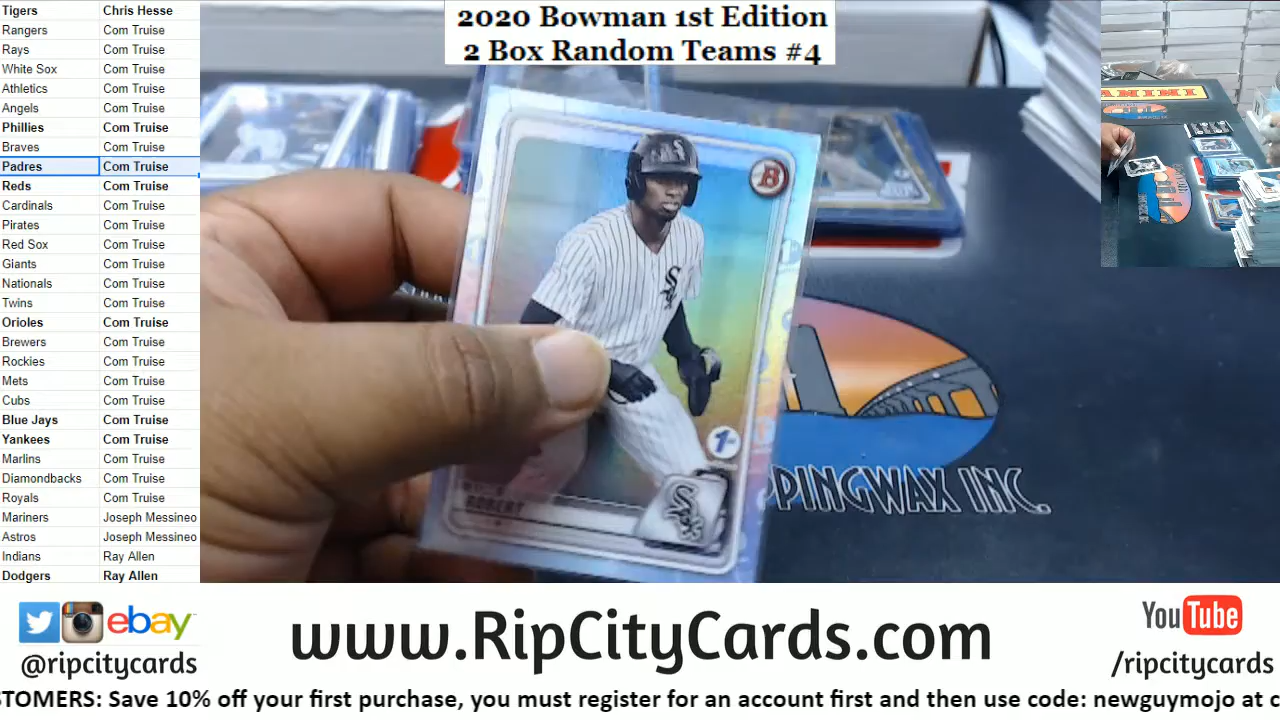 2020 Bowman 1st Edition
2 Box Random Teams #4
Tigers Chris Hesse
Rangers Com Truise
Rays Com Truise
White Sox Com Truise
Athletics Com Truise
Angels Com Truise
Phillies Com Truise
Braves Com Truise
Padres Com Truise
Reds Com Truise
Cardinals Com Truise
Pirates Com Truise
Red Sox Com Truise
Giants Com Truise
Nationals Com Truise
Twins Com Truise
Orioles Com Truise
Brewers Com Truise
Rockies Com Truise
Mets Com Truise
Cubs Com Truise
Blue Jays Com Truise
Yankees Com Truise
Marlins Com Truise
Diamondbacks Com Truise
Royals Com Truise
Mariners Joseph Messineo
Astros Joseph Messineo
Indians Ray Allen
Dodgers Ray Allen
B
1st
ROBERT
SOX
PINGWAX INC.
ANINI
ebay
@ripcitycards
www.RipCityCards.com
YouTube
/ripcitycards
STOMERS: Save 10% off your first purchase, you must register for an account first and then use code: newguymojo at c